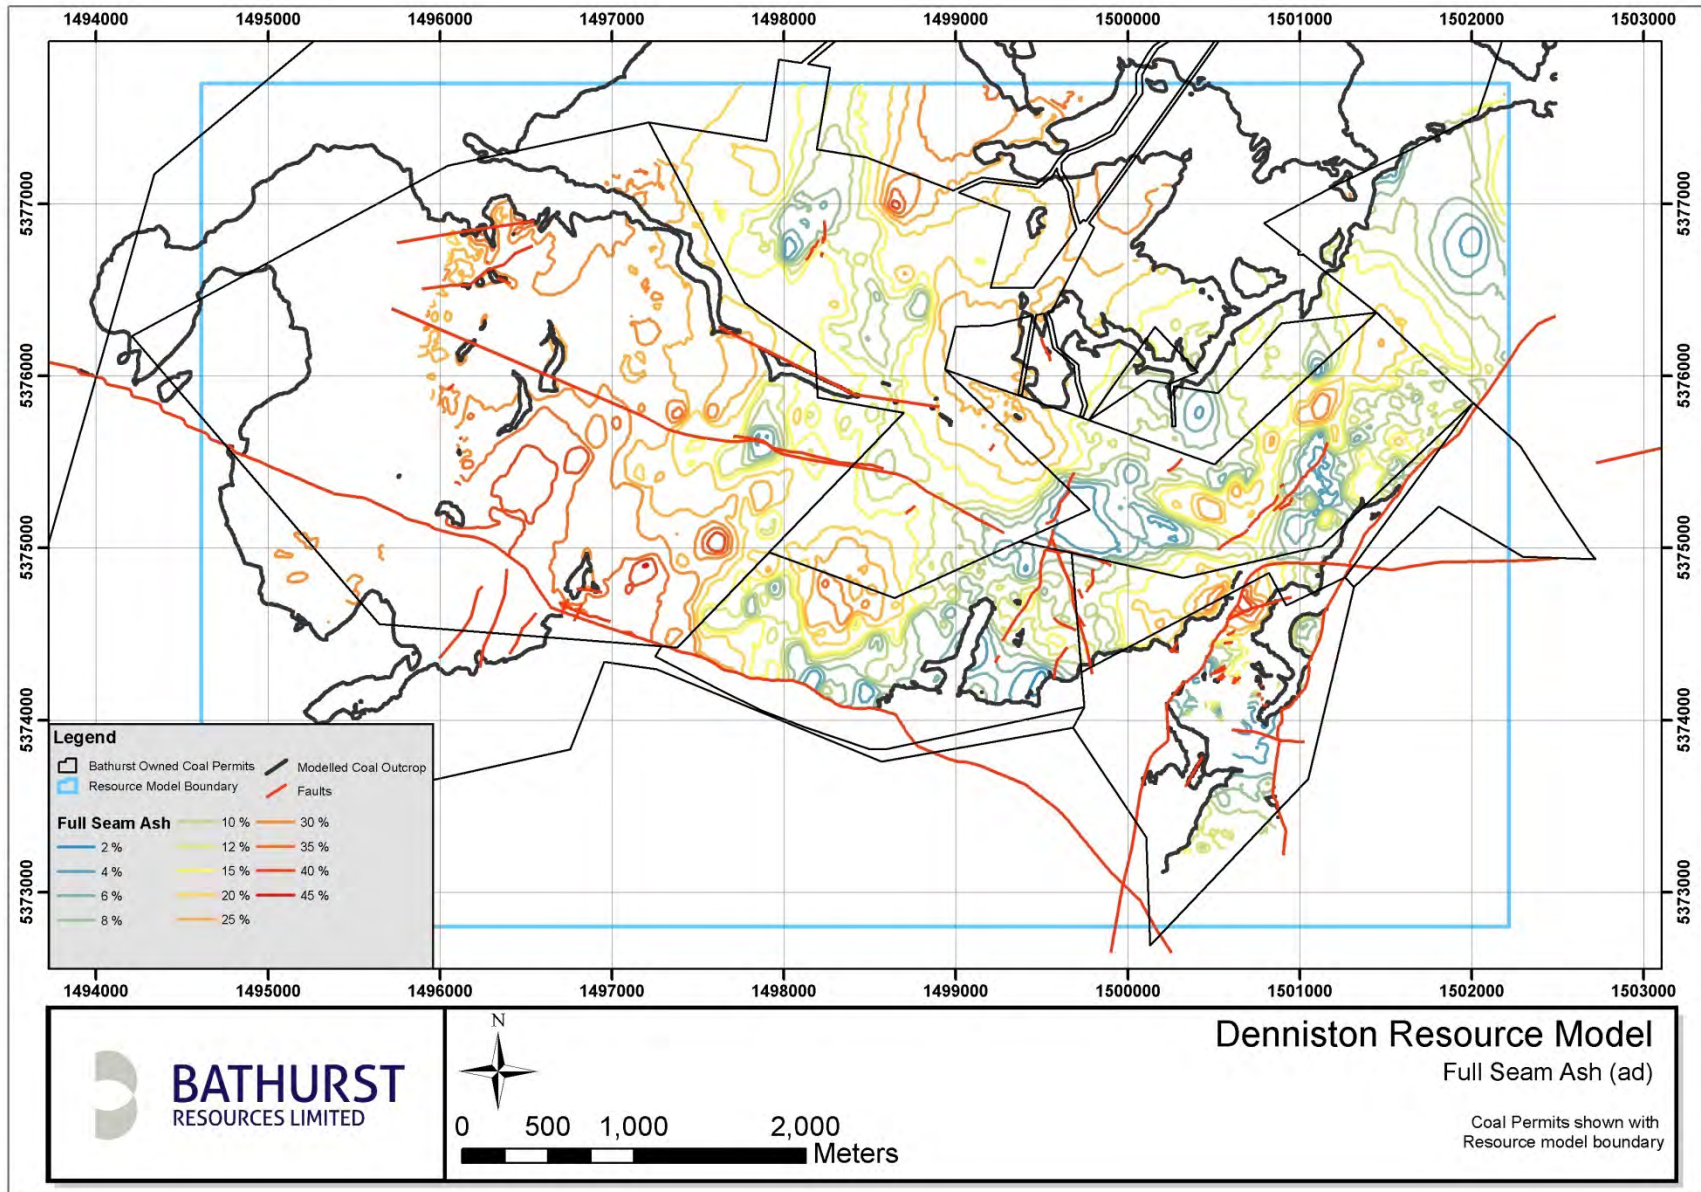 1494000 1495000 1496000 1497000 1498000 1499000 1500000 1501000 1502000 1503000
5377000 5377000
5376000 5376000
5375000 5375000
5374000 5374000
5373000 5373000
Legend
Bathurst Owned Coal Permits Modelled Coal Outcrop
Resource Model Boundary Faults
Full Seam Ash 10 % 30 %
2 % 12 % 35 %
4 % 15 % 40 %
6 % 20 % 45 %
8 % 25 %
1494000 1495000 1496000 1497000 1498000 1499000 1500000 1501000 1502000 1503000
BATHURST
RESOURCES LIMITED
N
0 500 1,000 2,000
Meters
Denniston Resource Model
Full Seam Ash (ad)
Coal Permits shown with
Resource model boundary